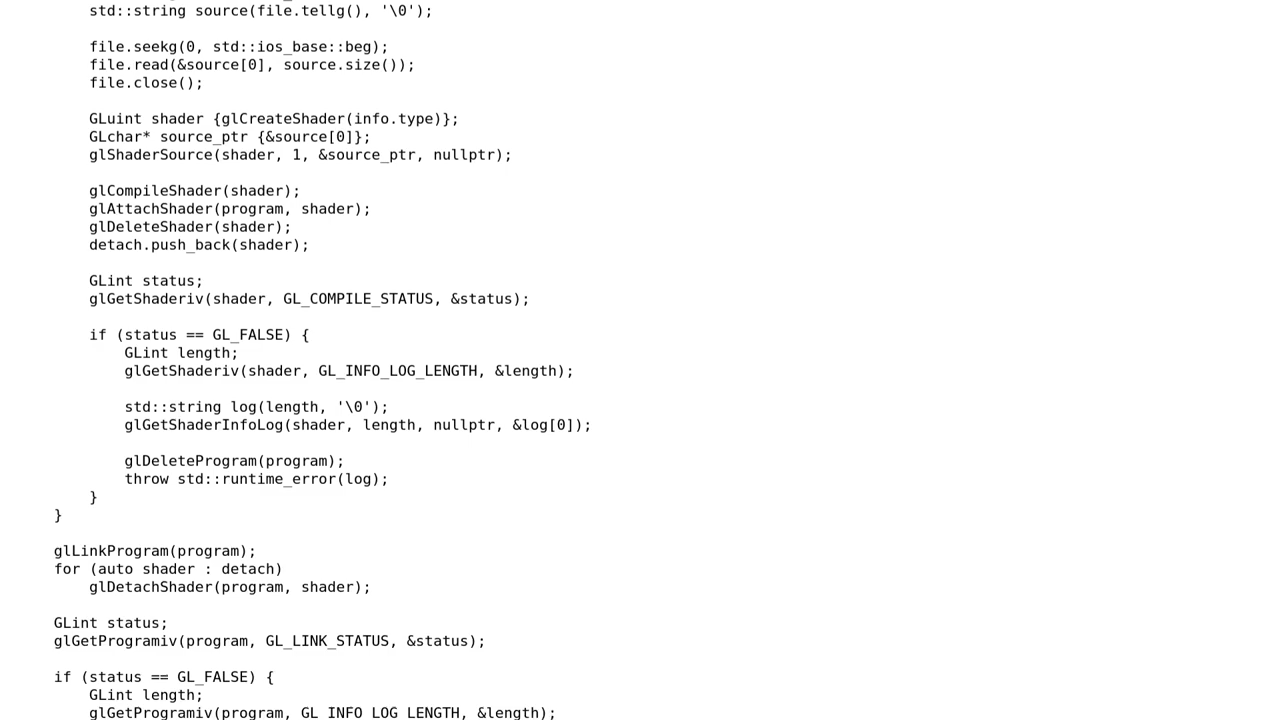 std::string source(file.tellg(), '\0');
file.seekg(0, std::ios_base::beg);
file.read(&source[0], source.size());
file.close();
GLuint shader {glCreateShader(info.type)};
GLchar* source_ptr {&source[0]};
glShaderSource(shader, 1, &source_ptr, nullptr);
glCompileShader(shader);
glAttachShader(program, shader);
glDeleteShader(shader);
detach.push_back(shader);
GLint status;
glGetShaderiv(shader, GL_COMPILE_STATUS, &status);
if (status == GL_FALSE) {
GLint length;
glGetShaderiv(shader, GL_INFO_LOG_LENGTH, &length);
std::string log(length, '\0');
glGetShaderInfoLog(shader, length, nullptr, &log[0]);
glDeleteProgram(program);
throw std::runtime_error(log);
}
}
glLinkProgram(program);
for (auto shader : detach)
glDetachShader(program, shader);
GLint status;
glGetProgramiv(program, GL_LINK_STATUS, &status);
if (status == GL_FALSE) {
GLint length;
glGetProgramiv(program, GL_INFO_LOG_LENGTH, &length);